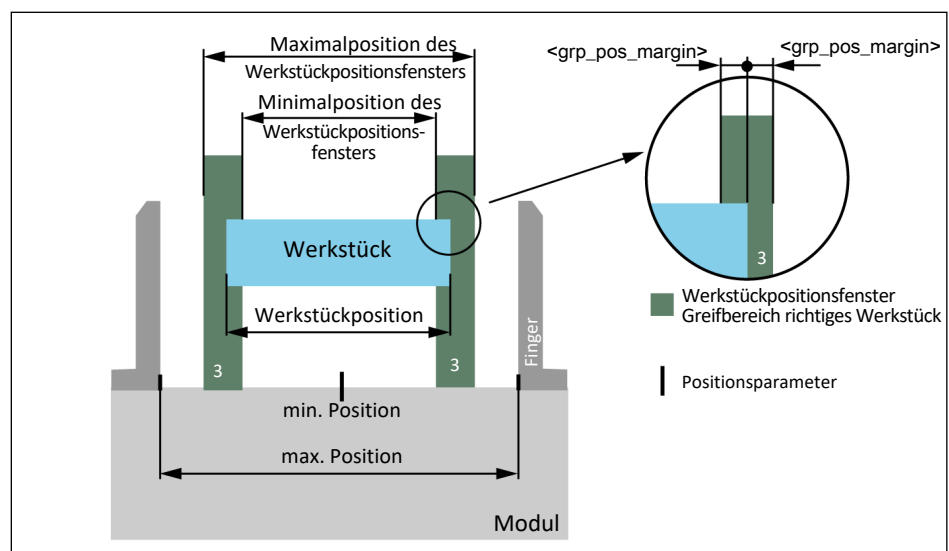 Maximalposition des
Werkstückpositionsfensters
Minimalposition des
Werkstückpositions-
fensters
Werkstück
Werkstückposition
3
3
Finger
min. Position
max. Position
Modul
<grp_pos_margin>
<grp_pos_margin>
3
Werkstückpositionsfenster
Greifbereich richtiges Werkstück
Positionsparameter